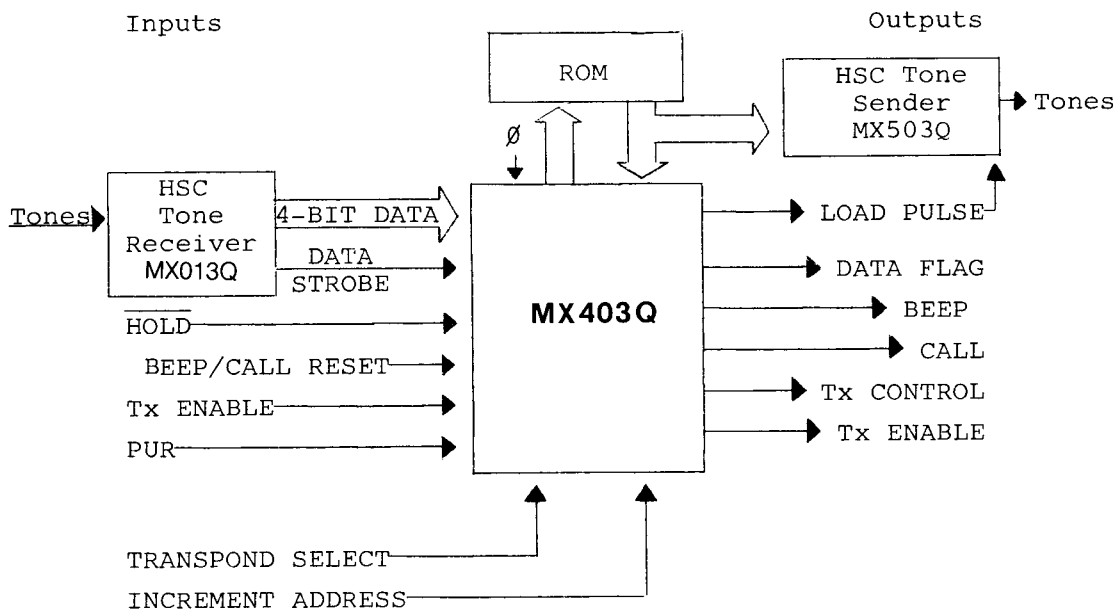 Inputs
Outputs
ROM
HSC Tone
Sender
MX503Q
Tones
Ø
HSC
Tone
Receiver
MX013Q
Tones
4-BIT DATA
DATA
STROBE
HOLD
BEEP/CALL RESET
Tx ENABLE
PUR
MX403Q
LOAD PULSE
DATA FLAG
BEEP
CALL
Tx CONTROL
Tx ENABLE
TRANSPOND SELECT
INCREMENT ADDRESS